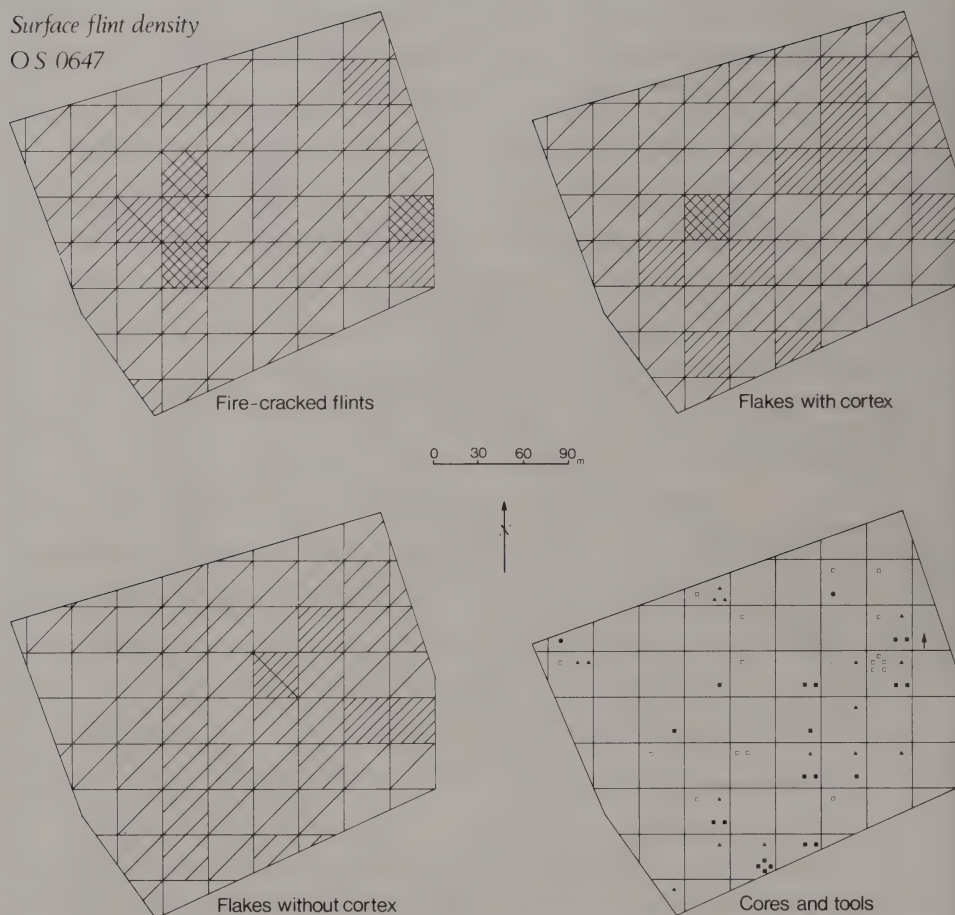 Surface flint density
O S 0647
Fire-cracked flints
Flakes with cortex
0 30 60 90 m
Flakes without cortex
Cores and tools